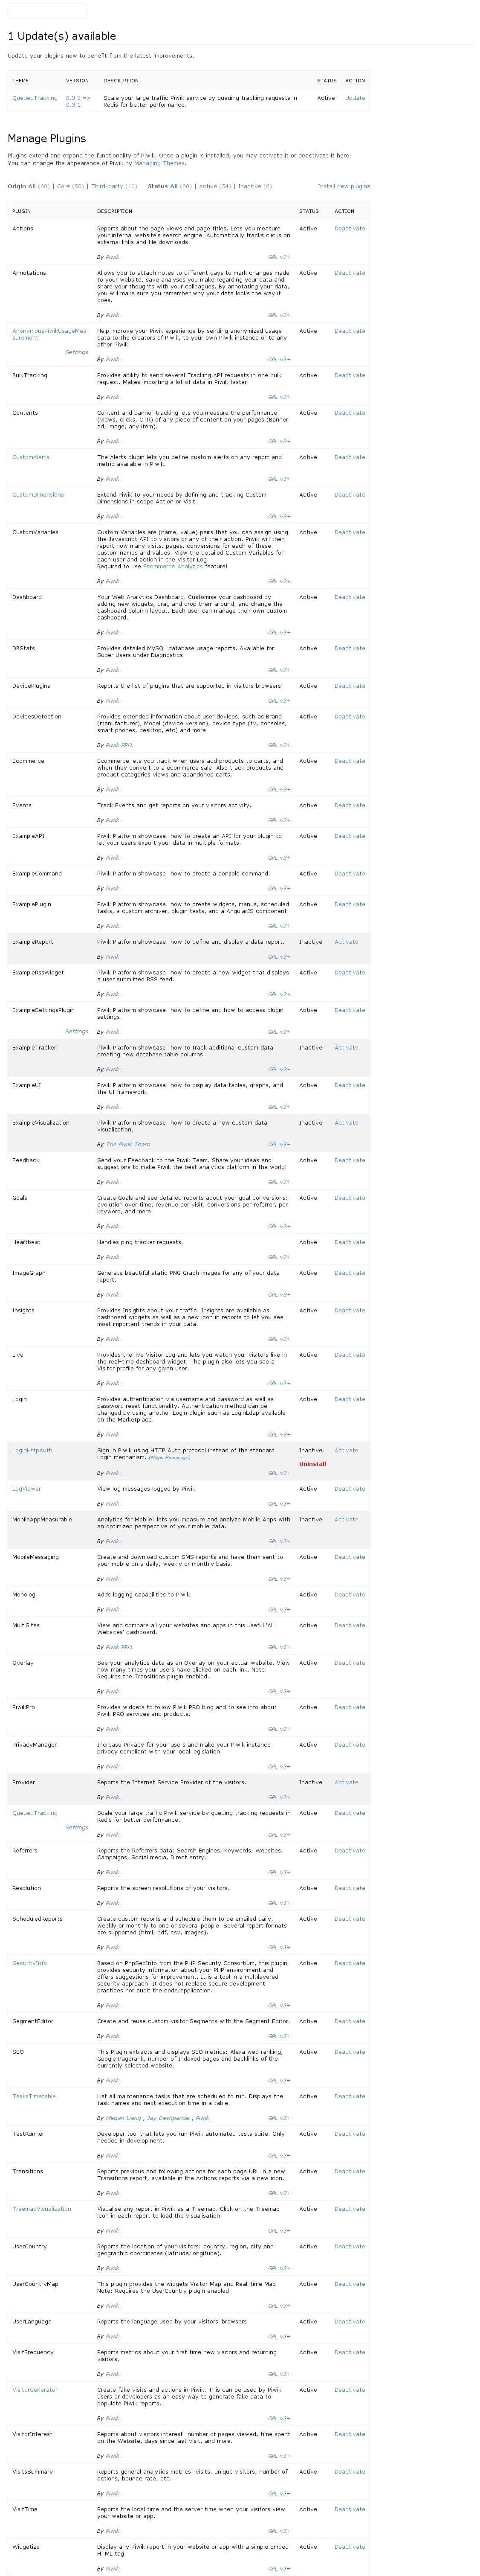 1 Update(s) available
Update your plugins now to benefit from the latest improvements.
THEME VERSION DESCRIPTION STATUS ACTION
QueuedTracking 0.3.0 => Scale your large traffic Piwik service by queuing tracking requests in Active Update
0.3.1 Redis for better performance.
Manage Plugins
Plugins extend and expand the functionality of Piwik. Once a plugin is installed, you may activate it or deactivate it here.
You can change the appearance of Piwik by Managing Themes.
Origin All (60) | Core (50) | Third-party (10) Status All (60) | Active (54) | Inactive (6) Install new plugins
PLUGIN DESCRIPTION STATUS ACTION
Actions Reports about the page views and page titles. Lets you measure Active Deactivate
your internal website's search engine. Automatically tracks clicks on
external links and file downloads.
By Piwik. GPL v3+
Annotations Allows you to attach notes to different days to mark changes made Active Deactivate
to your website, save analyses you make regarding your data and
share your thoughts with your colleagues. By annotating your data,
you will make sure you remember why your data looks the way it
does.
By Piwik. GPL v3+
AnonymousPiwikUsageMea Help improve your Piwik experience by sending anonymized usage Active Deactivate
surement data to the creators of Piwik, to your own Piwik instance or to any
other Piwik
Settings
By Piwik. GPL v3+
BulkTracking Provides ability to send several Tracking API requests in one bulk Active Deactivate
request. Makes importing a lot of data in Piwik faster.
By Piwik. GPL v3+
Contents Content and banner tracking lets you measure the performance Active Deactivate
(views, clicks, CTR) of any piece of content on your pages (Banner
ad, image, any item).
By Piwik. GPL v3+
CustomAlerts The Alerts plugin lets you define custom alerts on any report and Active Deactivate
metric available in Piwik.
By Piwik. GPL v3+
CustomDimensions Extend Piwik to your needs by defining and tracking Custom Active Deactivate
Dimensions in scope Action or Visit
By Piwik. GPL v3+
CustomVariables Custom Variables are (name, value) pairs that you can assign using Active Deactivate
the Javascript API to visitors or any of their action. Piwik will then
report how many visits, pages, conversions for each of these
custom names and values. View the detailed Custom Variables for
each user and action in the Visitor Log.
Required to use Ecommerce Analytics feature!
By Piwik. GPL v3+
Dashboard Your Web Analytics Dashboard. Customise your dashboard by Active Deactivate
adding new widgets, drag and drop them around, and change the
dashboard column layout. Each user can manage their own custom
dashboard.
By Piwik. GPL v3+
DBStats Provides detailed MySQL database usage reports. Available for Active Deactivate
Super Users under Diagnostics.
By Piwik. GPL v3+
DevicePlugins Reports the list of plugins that are supported in visitors browsers. Active Deactivate
By Piwik. GPL v3+
DevicesDetection Provides extended information about user devices, such as Brand Active Deactivate
(manufacturer), Model (device version), device type (tv, consoles,
smart phones, desktop, etc) and more.
By Piwik PRO. GPL v3+
Ecommerce Ecommerce lets you track when users add products to carts, and Active Deactivate
when they convert to a ecommerce sale. Also track products and
product categories views and abandoned carts.
By Piwik. GPL v3+
Events Track Events and get reports on your visitors activity. Active Deactivate
By Piwik. GPL v3+
ExampleAPI Piwik Platform showcase: how to create an API for your plugin to Active Deactivate
let your users export your data in multiple formats.
By Piwik. GPL v3+
ExampleCommand Piwik Platform showcase: how to create a console command. Active Deactivate
By Piwik. GPL v3+
ExamplePlugin Piwik Platform showcase: how to create widgets, menus, scheduled Active Deactivate
tasks, a custom archiver, plugin tests, and a AngularJS component.
By Piwik. GPL v3+
ExampleReport Piwik Platform showcase: how to define and display a data report. Inactive Activate
By Piwik. GPL v3+
ExampleRssWidget Piwik Platform showcase: how to create a new widget that displays Active Deactivate
a user submitted RSS feed.
By Piwik. GPL v3+
ExampleSettingsPlugin Piwik Platform showcase: how to define and how to access plugin Active Deactivate
settings.
Settings By Piwik. GPL v3+
ExampleTracker Piwik Platform showcase: how to track additional custom data Inactive Activate
creating new database table columns.
By Piwik. GPL v3+
ExampleUI Piwik Platform showcase: how to display data tables, graphs, and Active Deactivate
the UI framework.
By Piwik. GPL v3+
ExampleVisualization Piwik Platform showcase: how to create a new custom data Inactive Activate
visualization.
By The Piwik Team. GPL v3+
Feedback Send your Feedback to the Piwik Team. Share your ideas and Active Deactivate
suggestions to make Piwik the best analytics platform in the world!
By Piwik. GPL v3+
Goals Create Goals and see detailed reports about your goal conversions: Active Deactivate
evolution over time, revenue per visit, conversions per referrer, per
keyword, and more.
By Piwik. GPL v3+
Heartbeat Handles ping tracker requests. Active Deactivate
By Piwik. GPL v3+
ImageGraph Generate beautiful static PNG Graph images for any of your data Active Deactivate
report.
By Piwik. GPL v3+
Insights Provides Insights about your traffic. Insights are available as Active Deactivate
dashboard widgets as well as a new icon in reports to let you see
most important trends in your data.
By Piwik. GPL v3+
Live Provides the live Visitor Log and lets you watch your visitors live in Active Deactivate
the real-time dashboard widget. The plugin also lets you see a
Visitor profile for any given user.
By Piwik. GPL v3+
Login Provides authentication via username and password as well as Active Deactivate
password reset functionality. Authentication method can be
changed by using another Login plugin such as LoginLdap available
on the Marketplace.
By Piwik. GPL v3+
LoginHttpAuth Sign in Piwik using HTTP Auth protocol instead of the standard Inactive Activate
Login mechanism. (Plugin Homepage) -
Uninstall
By Piwik. GPL v3+
LogViewer View log messages logged by Piwik Active Deactivate
By Piwik. GPL v3+
MobileAppMeasurable Analytics for Mobile: lets you measure and analyze Mobile Apps with Inactive Activate
an optimized perspective of your mobile data.
By Piwik. GPL v3+
MobileMessaging Create and download custom SMS reports and have them sent to Active Deactivate
your mobile on a daily, weekly or monthly basis.
By Piwik. GPL v3+
Monolog Adds logging capabilities to Piwik. Active Deactivate
By Piwik. GPL v3+
MultiSites View and compare all your websites and apps in this useful 'All Active Deactivate
Websites' dashboard.
By Piwik PRO. GPL v3+
Overlay See your analytics data as an Overlay on your actual website. View Active Deactivate
how many times your users have clicked on each link. Note:
Requires the Transitions plugin enabled.
By Piwik. GPL v3+
PiwikPro Provides widgets to follow Piwik PRO blog and to see info about Active Deactivate
Piwik PRO services and products.
By Piwik. GPL v3+
PrivacyManager Increase Privacy for your users and make your Piwik instance Active Deactivate
privacy compliant with your local legislation.
By Piwik. GPL v3+
Provider Reports the Internet Service Provider of the visitors. Inactive Activate
By Piwik. GPL v3+
QueuedTracking Scale your large traffic Piwik service by queuing tracking requests in Active Deactivate
Redis for better performance.
Settings By Piwik. GPL v3+
Referrers Reports the Referrers data: Search Engines, Keywords, Websites, Active Deactivate
Campaigns, Social media, Direct entry.
By Piwik. GPL v3+
Resolution Reports the screen resolutions of your visitors. Active Deactivate
By Piwik. GPL v3+
ScheduledReports Create custom reports and schedule them to be emailed daily, Active Deactivate
weekly or monthly to one or several people. Several report formats
are supported (html, pdf, csv, images).
By Piwik. GPL v3+
SecurityInfo Based on PhpSecInfo from the PHP Security Consortium, this plugin Active Deactivate
provides security information about your PHP environment and
offers suggestions for improvement. It is a tool in a multilayered
security approach. It does not replace secure development
practices nor audit the code/application.
By Piwik. GPL v3+
SegmentEditor Create and reuse custom visitor Segments with the Segment Editor. Active Deactivate
By Piwik. GPL v3+
SEO This Plugin extracts and displays SEO metrics: Alexa web ranking, Active Deactivate
Google Pagerank, number of Indexed pages and backlinks of the
currently selected website.
By Piwik. GPL v3+
TasksTimetable List all maintenance tasks that are scheduled to run. Displays the Active Deactivate
task names and next execution time in a table.
By Megan Liang , Jay Deshpande , Piwik. GPL v3+
TestRunner Developer tool that lets you run Piwik automated tests suite. Only Active Deactivate
needed in development.
By Piwik. GPL v3+
Transitions Reports previous and following actions for each page URL in a new Active Deactivate
Transitions report, available in the Actions reports via a new icon.
By Piwik. GPL v3+
TreemapVisualization Visualise any report in Piwik as a Treemap. Click on the Treemap Active Deactivate
icon in each report to load the visualisation.
By Piwik. GPL v3+
UserCountry Reports the location of your visitors: country, region, city and Active Deactivate
geographic coordinates (latitude/longitude).
By Piwik. GPL v3+
UserCountryMap This plugin provides the widgets Visitor Map and Real-time Map. Active Deactivate
Note: Requires the UserCountry plugin enabled.
By Piwik. GPL v3+
UserLanguage Reports the language used by your visitors' browsers. Active Deactivate
By Piwik. GPL v3+
VisitFrequency Reports metrics about your first time new visitors and returning Active Deactivate
visitors.
By Piwik. GPL v3+
VisitorGenerator Create fake visits and actions in Piwik. This can be used by Piwik Active Deactivate
users or developers as an easy way to generate fake data to
populate Piwik reports.
By Piwik. GPL v3+
VisitorInterest Reports about visitors interest: number of pages viewed, time spent Active Deactivate
on the Website, days since last visit, and more.
By Piwik. GPL v3+
VisitsSummary Reports general analytics metrics: visits, unique visitors, number of Active Deactivate
actions, bounce rate, etc.
By Piwik. GPL v3+
VisitTime Reports the local time and the server time when your visitors view Active Deactivate
your website or app.
By Piwik. GPL v3+
Widgetize Display any Piwik report in your website or app with a simple Embed Active Deactivate
HTML tag.
By Piwik. GPL v3+